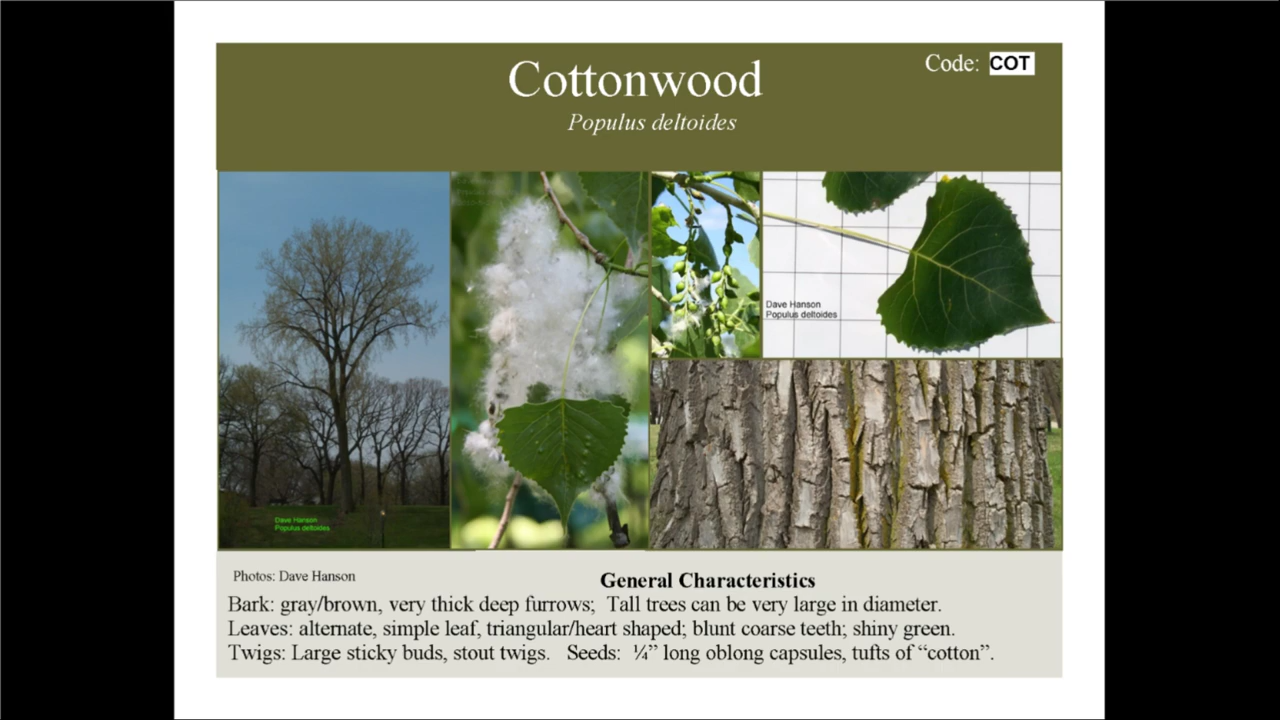 Cottonwood
Code: COT
Populus deltoides
Dave Hanson
Populus deltoides
Dave Hanson
Populus deltoides
Photos: Dave Hanson
General Characteristics
Bark: gray/brown, very thick deep furrows;  Tall trees can be very large in diameter.
Leaves: alternate, simple leaf, triangular/heart shaped; blunt coarse teeth; shiny green.
Twigs: Large sticky buds, stout twigs.   Seeds:  ¼” long oblong capsules, tufts of “cotton”.